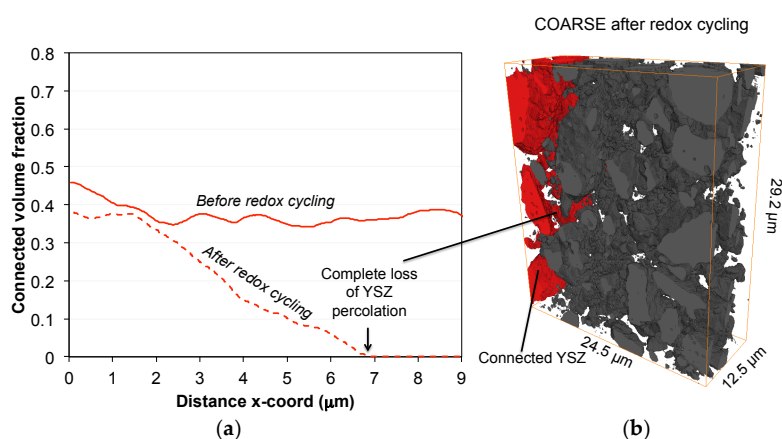 COARSE after redox cycling
0.8
0.7
0.6
0.5
0.4
0.3
0.2
0.1
0
Connected volume fraction
Before redox cycling
After redox cycling
Complete loss
of YSZ
percolation
0 1 2 3 4 5 6 7 8 9
Distance x-coord (μm)
(a)
29.2 μm
Connected YSZ
24.5 μm
12.5 μm
(b)